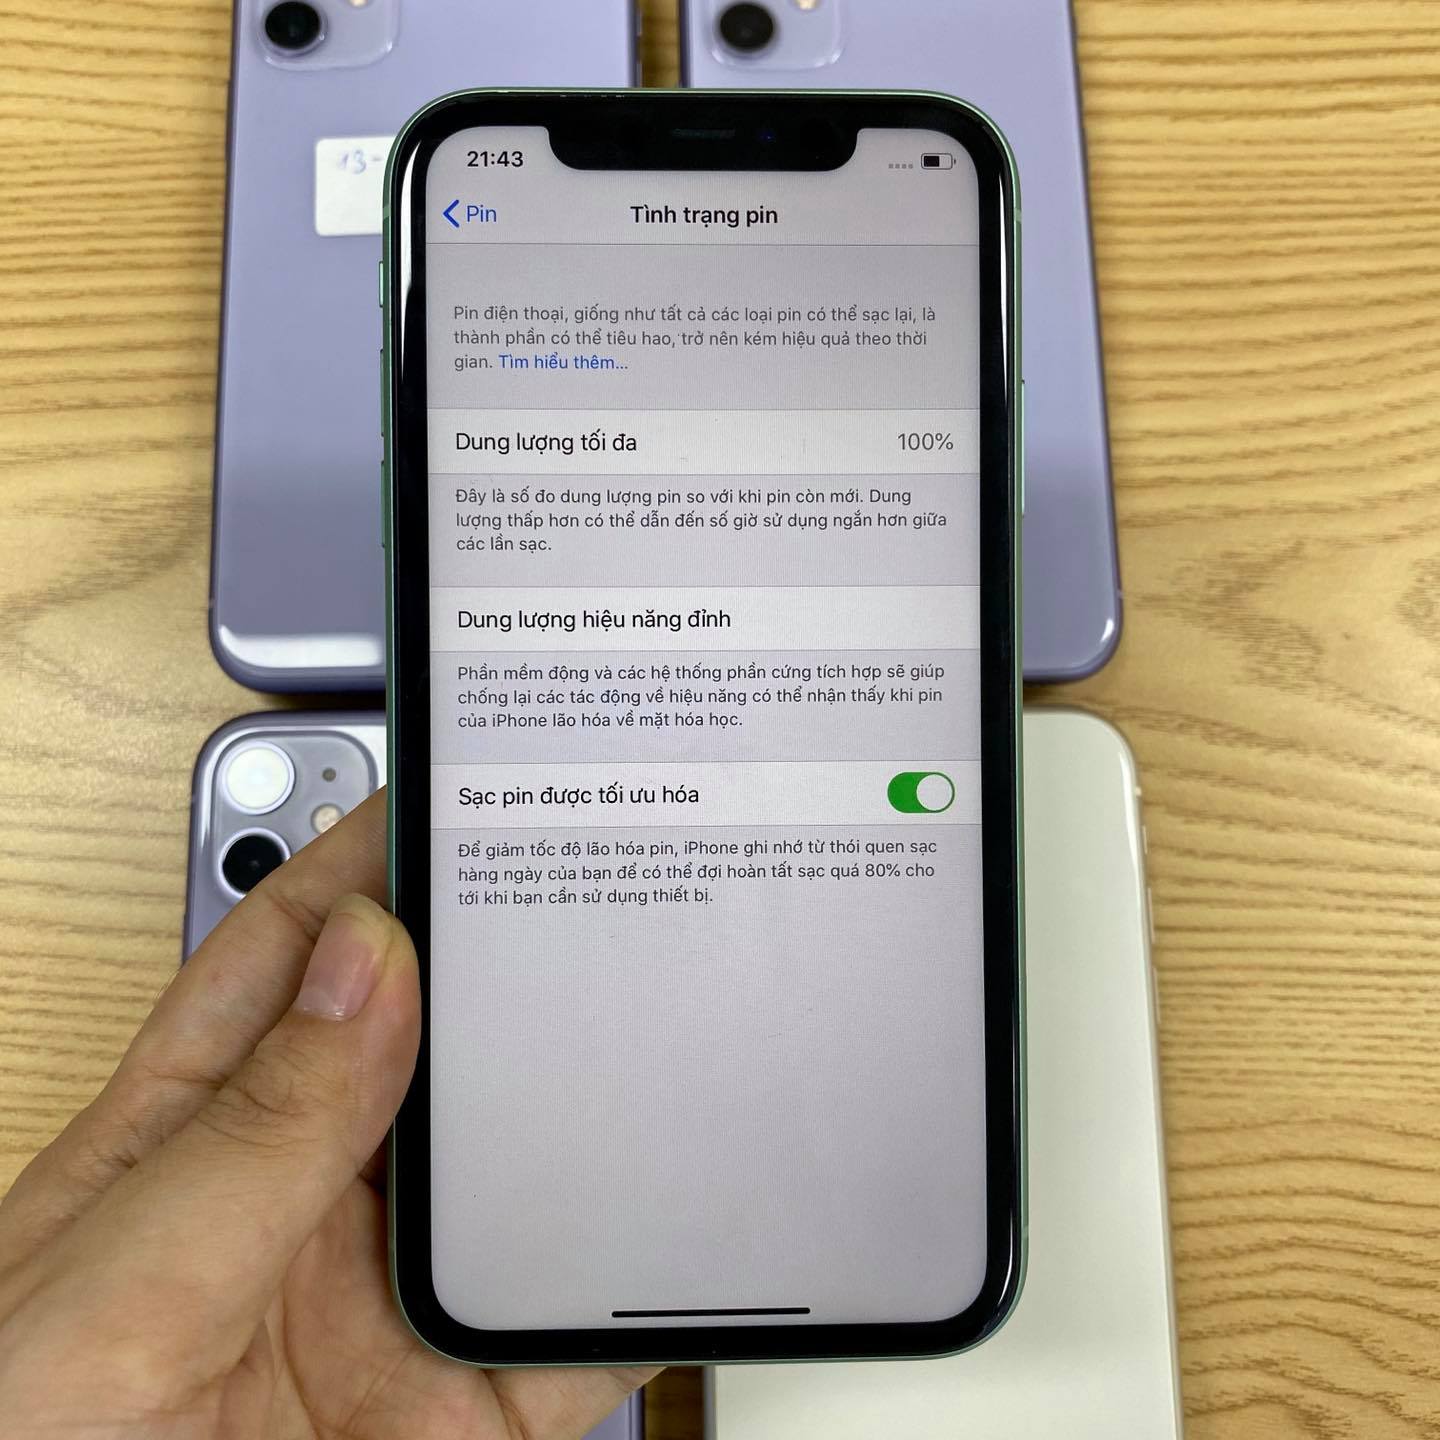 21:43
Pin
Tình trạng pin
Pin điện thoại, giống như tất cả các loại pin có thể sạc lại, là
thành phần có thể tiêu hao, trở nên kém hiệu quả theo thời
gian. Tìm hiểu thêm...
Dung lượng tối đa 100%
Đây là số đo dung lượng pin so với khi pin còn mới. Dung
lượng thấp hơn có thể dẫn đến số giờ sử dụng ngắn hơn giữa
các lần sạc.
Dung lượng hiệu năng đỉnh
Phần mềm động và các hệ thống phần cứng tích hợp sẽ giúp
chống lại các tác động về hiệu năng có thể nhận thấy khi pin
của iPhone lão hóa về mặt hóa học.
Sạc pin được tối ưu hóa
Để giảm tốc độ lão hóa pin, iPhone ghi nhớ từ thói quen sạc
hàng ngày của bạn để có thể đợi hoàn tất sạc quá 80% cho
tới khi bạn cần sử dụng thiết bị.